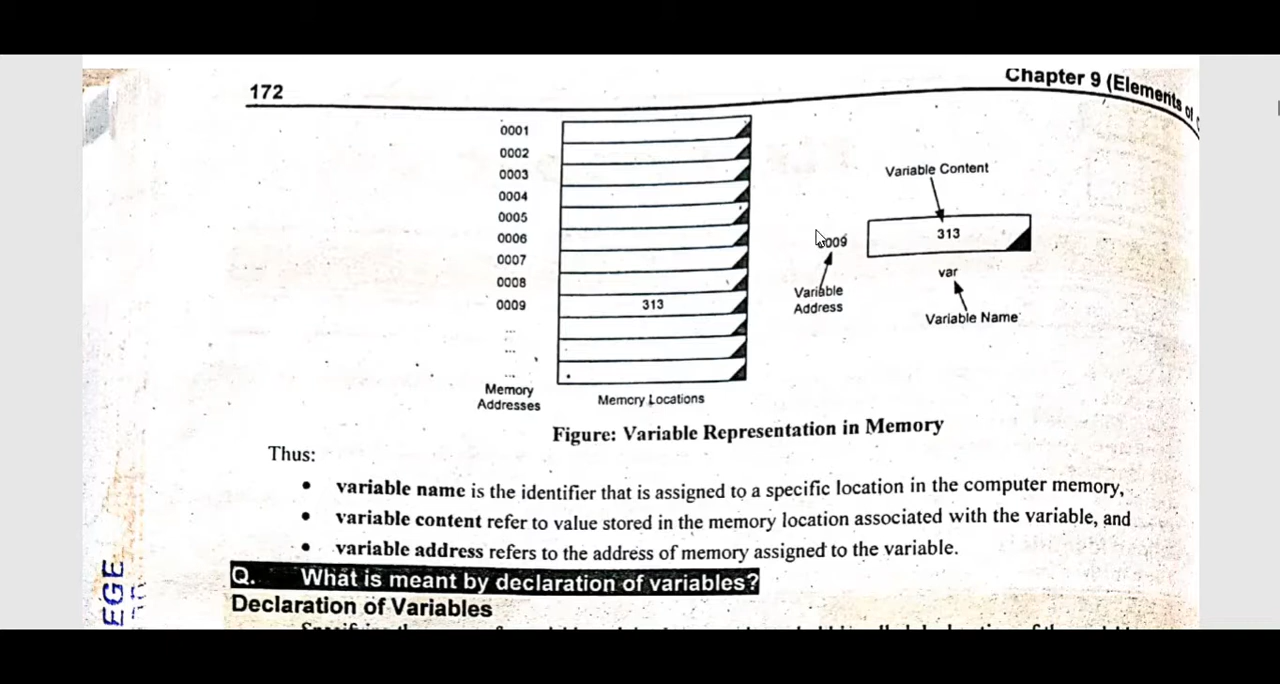 172
Chapter 9 (Elements of
0001
0002
0003
0004
0005
0006
0007
0008
0009 313
...
...
...
Memory
Addresses
Memory Locations
Variable Content
313
009
var
Variable
Address
Variable Name
Figure: Variable Representation in Memory
Thus:
• variable name is the identifier that is assigned to a specific location in the computer memory,
• variable content refer to value stored in the memory location associated with the variable, and
• variable address refers to the address of memory assigned to the variable.
Q. What is meant by declaration of variables?
Declaration of Variables
EGE